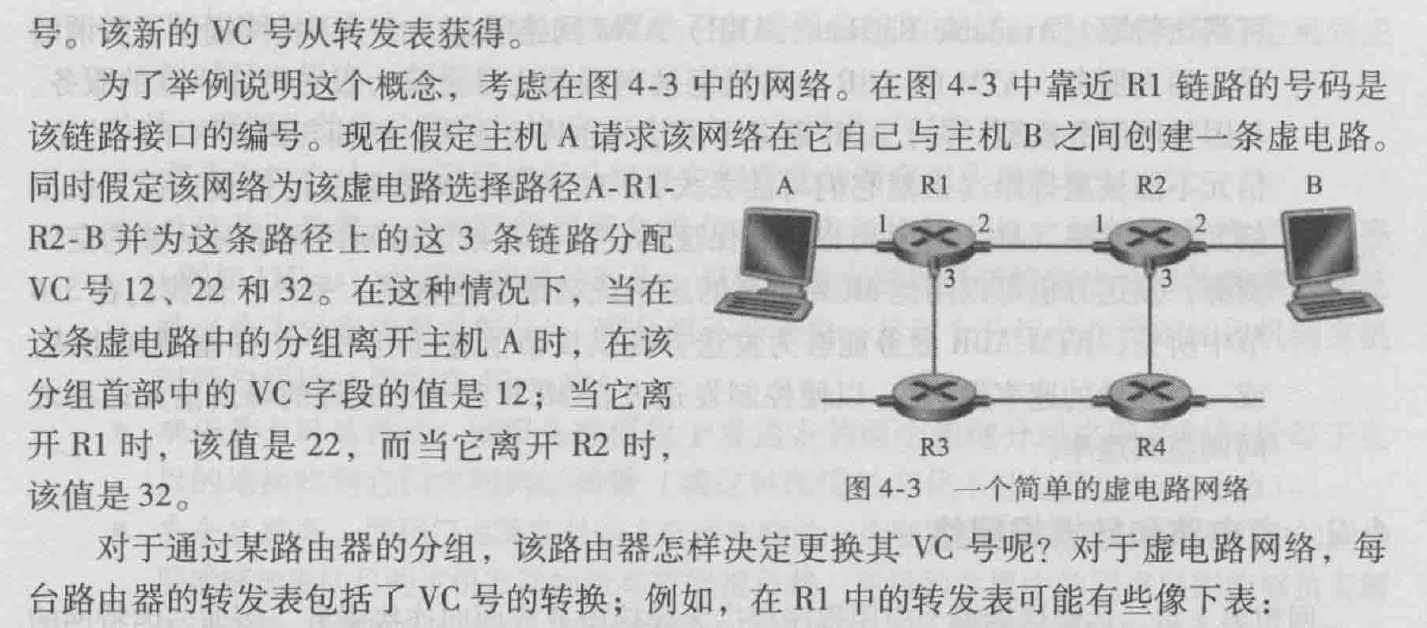 号。该新的 VC 号从转发表获得。
为了举例说明这个概念，考虑在图 4-3 中的网络。在图 4-3 中靠近 R1 链路的号码是
该链路接口的编号。现在假定主机 A 请求该网络在它自己与主机 B 之间创建一条虚电路。
同时假定该网络为该虚电路选择路径A-R1-
R2-B 并为这条路径上的这 3 条链路分配
VC 号12、22 和 32。在这种情况下，当在
这条虚电路中的分组离开主机 A 时，在该
分组首部中的 VC 字段的值是 12；当它离
开 R1 时，该值是 22，而当它离开 R2 时，
该值是 32。
A R1 R2 B
1 2 1 2
3 3
R3 R4
图 4-3 一个简单的虚电路网络
对于通过某路由器的分组，该路由器怎样决定更换其 VC 号呢？对于虚电路网络，每
台路由器的转发表包括了 VC 号的转换；例如，在 R1 中的转发表可能有些像下表：